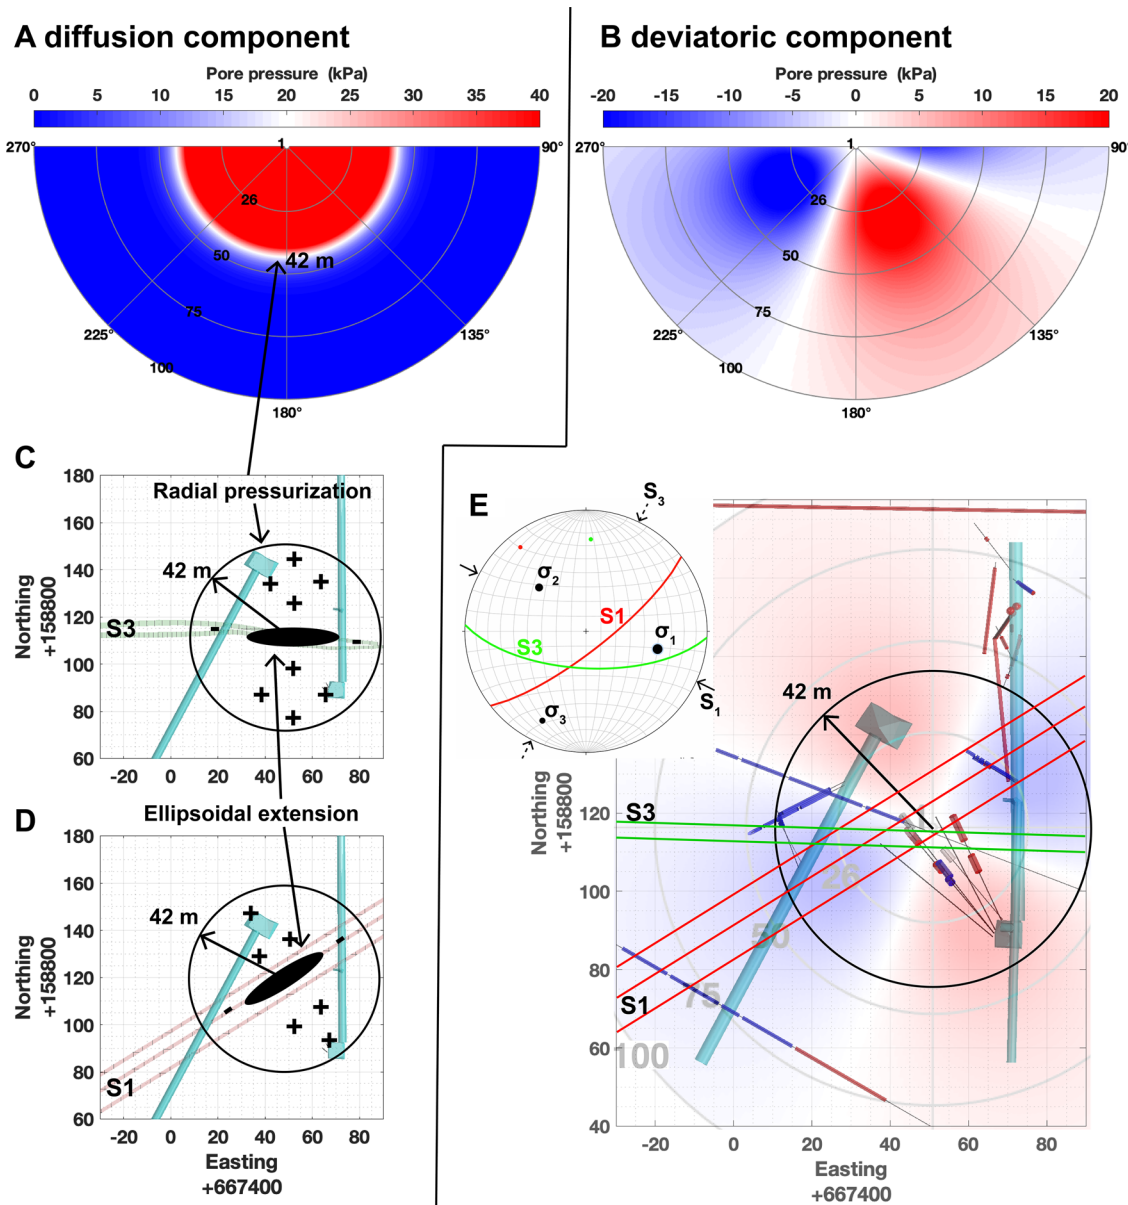 A diffusion component
Pore pressure (kPa)
0 5 10 15 20 25 30 35 40
270° 1 90°
26
50
42 m
75
225° 135°
100
180°
B deviatoric component
Pore pressure (kPa)
-20 -15 -10 -5 0 5 10 15 20
270° 1 90°
26
50
75
225° 135°
100
180°
C
180
160
140
120
100
80
60
Northing
+158800
Radial pressurization
42 m
S3
-20 0 20 40 60 80
Ellipsoidal extension
D
180
160
140
120
100
80
60
Northing
+158800
42 m
S1
-20 0 20 40 60 80
Easting
+667400
E
S3
σ2
S1
σ1
S3
S1
σ3
42 m
Northing
+158800
120
100
80
60
40
S3
26
50
75
S1
100
-20 0 20 40 60 80
Easting
+667400